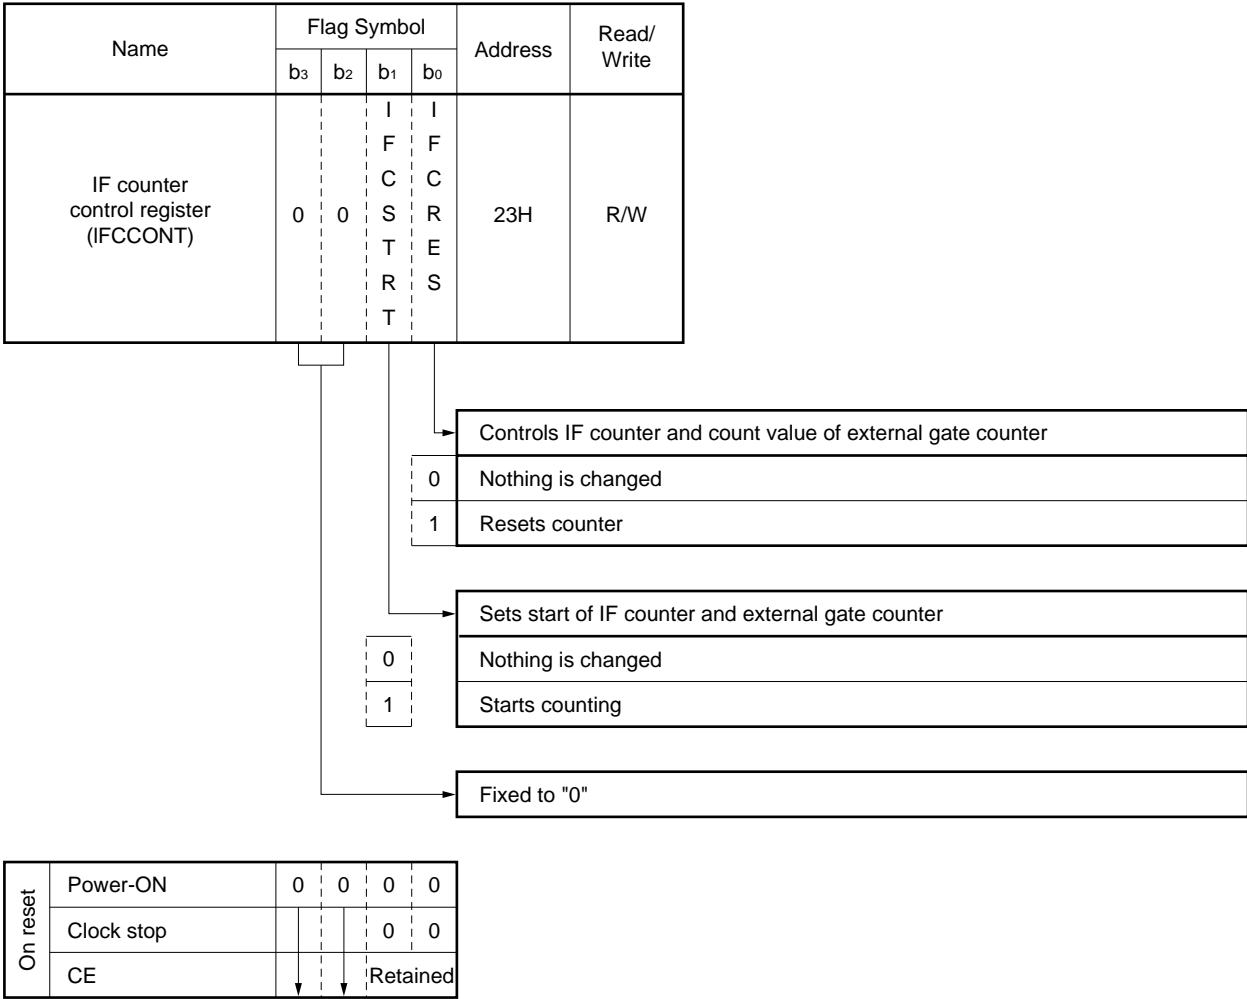 Name Flag Symbol Address Read/
Write
b3 b2 b1 b0
IF counter
control register
(IFCCONT)
0 0 IFCSTRT IFCRES 23H R/W
Controls IF counter and count value of external gate counter
0 Nothing is changed
1 Resets counter
Sets start of IF counter and external gate counter
0 Nothing is changed
1 Starts counting
Fixed to "0"
On reset
Power-ON 0 0 0 0
Clock stop 0 0
CE Retained